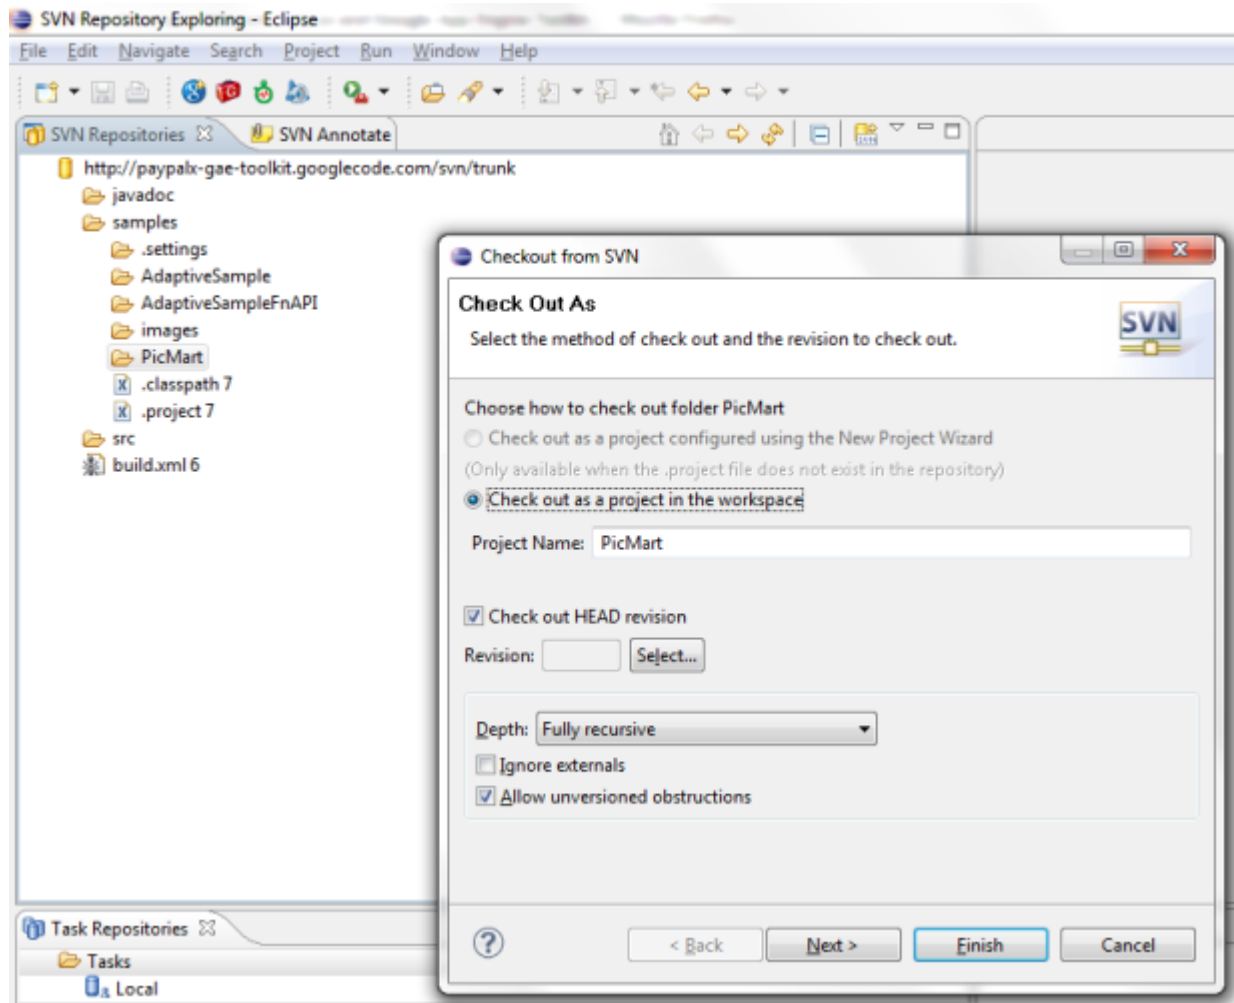 SVN Repository Exploring - Eclipse
File Edit Navigate Search Project Run Window Help
SVN Repositories SVN Annotate
http://paypalx-gae-toolkit.googlecode.com/svn/trunk
javadoc
samples
.settings
AdaptiveSample
AdaptiveSampleFnAPI
images
PicMart
.classpath 7
.project 7
src
build.xml 6
Checkout from SVN
Check Out As
Select the method of check out and the revision to check out.
SVN
Choose how to check out folder PicMart
Check out as a project configured using the New Project Wizard
(Only available when the .project file does not exist in the repository)
Check out as a project in the workspace
Project Name: PicMart
Check out HEAD revision
Revision: Select...
Depth: Fully recursive
Ignore externals
Allow unversioned obstructions
< Back Next > Finish Cancel
Task Repositories
Tasks
Local